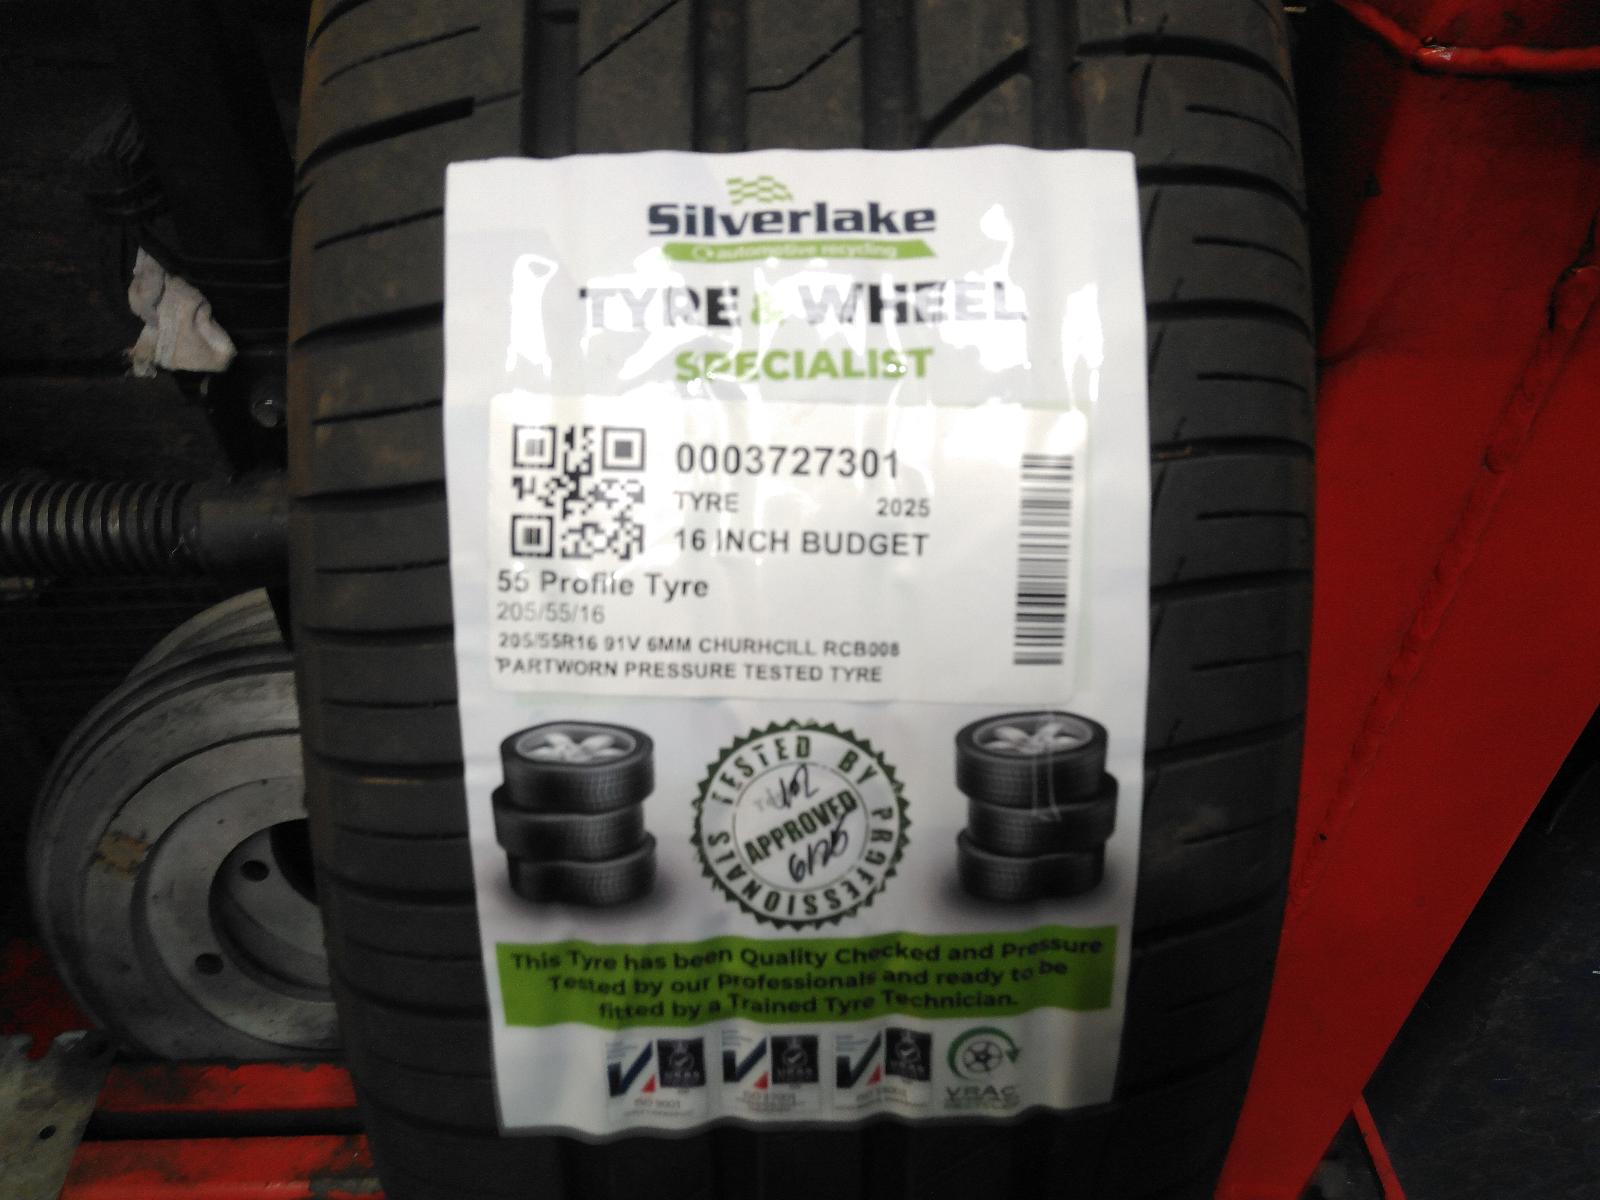 Silverlake
automotive recycling
TYRE & WHEEL
SPECIALIST
0003727301
TYRE 2025
16 INCH BUDGET
55 Profile Tyre
205/55/16
205/55R16 91V 6MM CHURHCILL RCB008
PARTWORN PRESSURE TESTED TYRE
TESTED BY PROFESSIONALS
APPROVED
This Tyre has been Quality Checked and Pressure
Tested by our Professionals and ready to be
fitted by a Trained Tyre Technician.
ISO 9001
VRAC